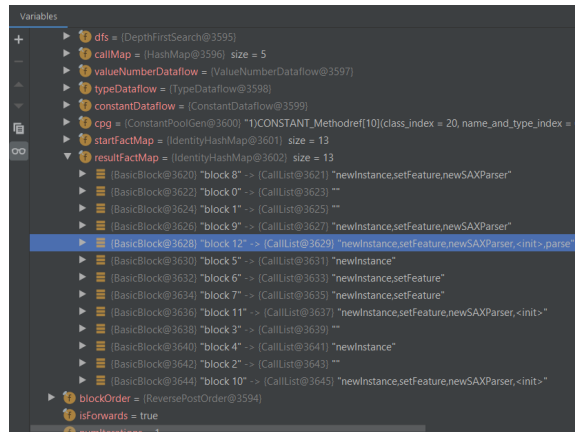 Variables
dfs = {DepthFirstSearch@3595}
callMap = {HashMap@3596} size = 5
valueNumberDataflow = {ValueNumberDataflow@3597}
typeDataflow = {TypeDataflow@3598}
constantDataflow = {ConstantDataflow@3599}
cpg = {ConstantPoolGen@3600} "1)CONSTANT_Methodref[10](class_index = 20, name_and_type_index =
startFactMap = {IdentityHashMap@3601} size = 13
resultFactMap = {IdentityHashMap@3602} size = 13
{BasicBlock@3620} "block 8" -> {CallList@3621} "newInstance,setFeature,newSAXParser"
{BasicBlock@3622} "block 0" -> {CallList@3623} ""
{BasicBlock@3624} "block 1" -> {CallList@3625} ""
{BasicBlock@3626} "block 9" -> {CallList@3627} "newInstance,setFeature,newSAXParser"
{BasicBlock@3628} "block 12" -> {CallList@3629} "newInstance,setFeature,newSAXParser,<init>,parse"
{BasicBlock@3630} "block 5" -> {CallList@3631} "newInstance"
{BasicBlock@3632} "block 6" -> {CallList@3633} "newInstance,setFeature"
{BasicBlock@3634} "block 7" -> {CallList@3635} "newInstance,setFeature"
{BasicBlock@3636} "block 11" -> {CallList@3637} "newInstance,setFeature,newSAXParser,<init>"
{BasicBlock@3638} "block 3" -> {CallList@3639} ""
{BasicBlock@3640} "block 4" -> {CallList@3641} "newInstance"
{BasicBlock@3642} "block 2" -> {CallList@3643} ""
{BasicBlock@3644} "block 10" -> {CallList@3645} "newInstance,setFeature,newSAXParser,<init>"
blockOrder = {ReversePostOrder@3594}
isForwards = true
numIterations = 1